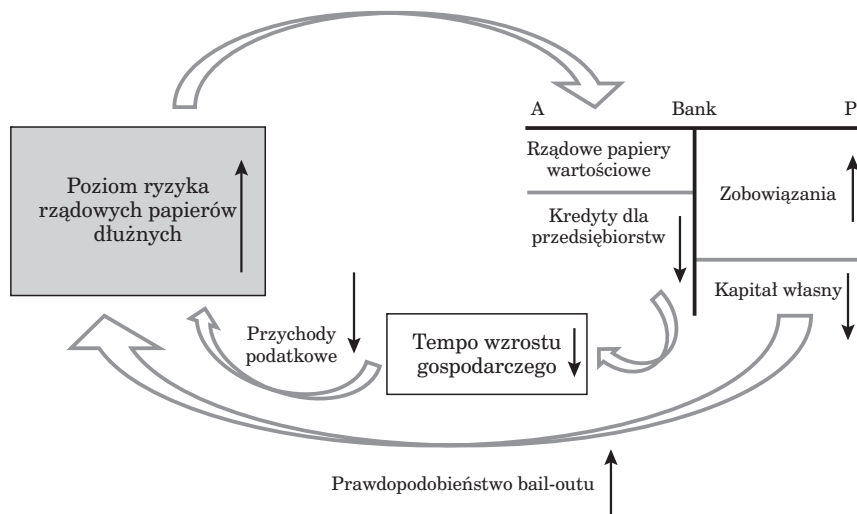 A
Bank
P
Rządowe papiery
wartościowe
Kredyty dla
przedsiębiorstw
Zobowiązania
Kapitał własny
Poziom ryzyka
rządowych papierów
dłużnych
Przychody
podatkowe
Tempo wzrostu
gospodarczego
Prawdopodobieństwo bail-outu